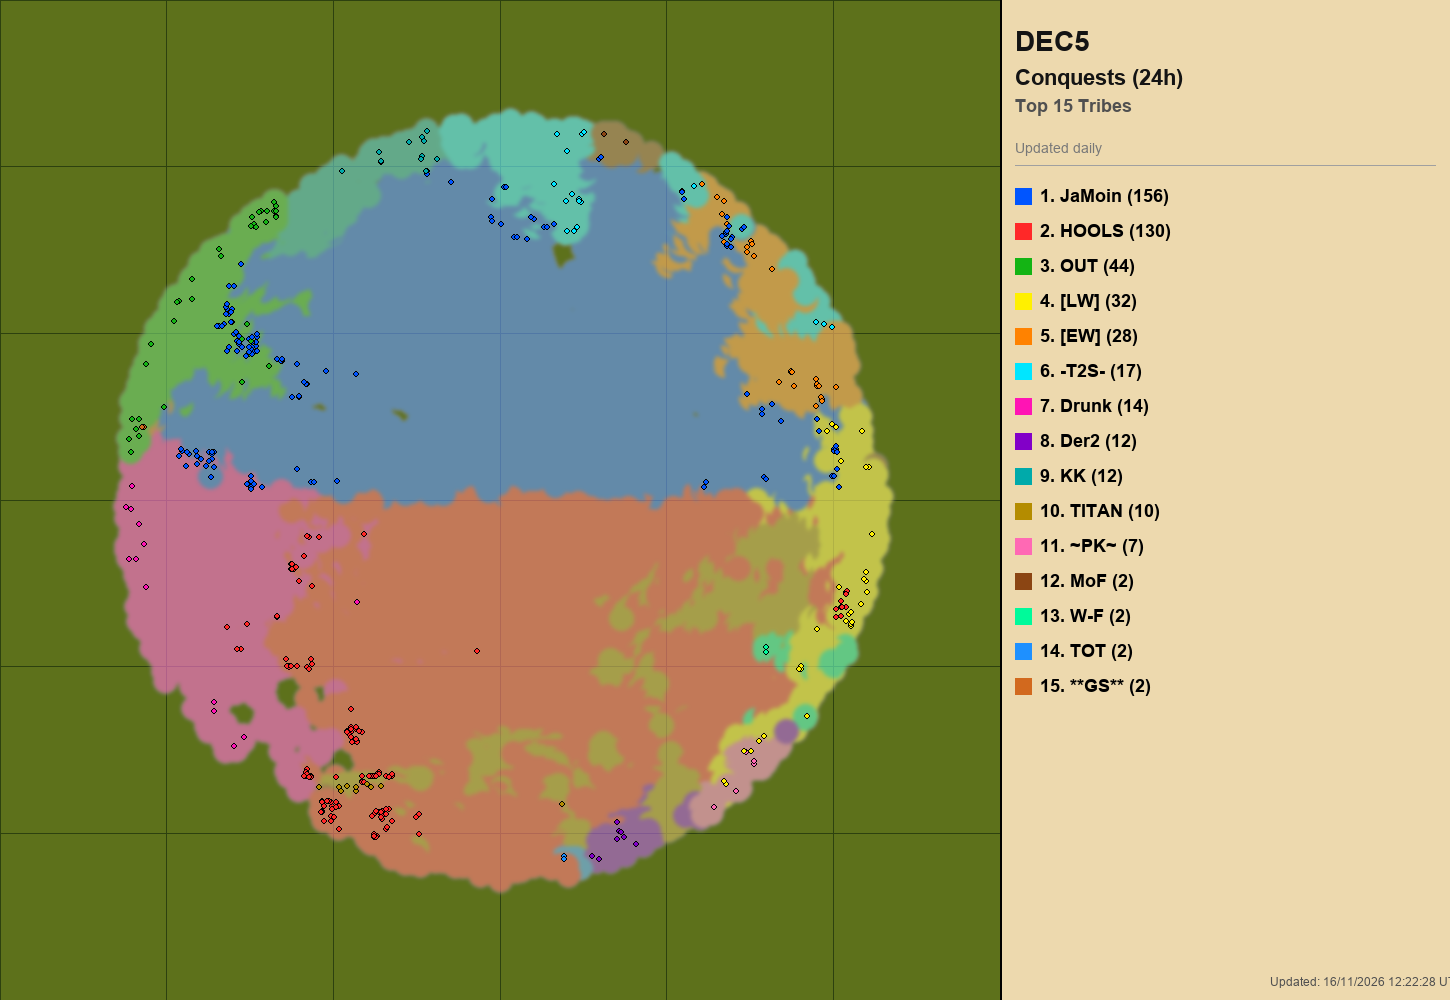 DEC5
Conquests (24h)
Top 15 Tribes
Updated daily
1. JaMoin (156)
2. HOOLS (130)
3. OUT (44)
4. [LW] (32)
5. [EW] (28)
6. -T2S- (17)
7. Drunk (14)
8. Der2 (12)
9. KK (12)
10. TITAN (10)
11. ~PK~ (7)
12. MoF (2)
13. W-F (2)
14. TOT (2)
15. **GS** (2)
Updated: 16/11/2026 12:22:28 U